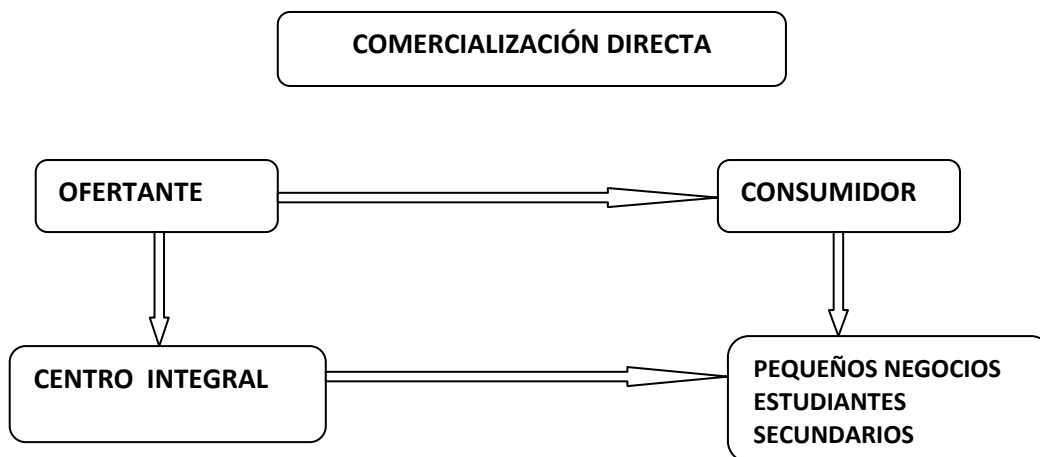 COMERCIALIZACIÓN DIRECTA
OFERTANTE
CONSUMIDOR
CENTRO INTEGRAL
PEQUEÑOS NEGOCIOS
ESTUDIANTES
SECUNDARIOS